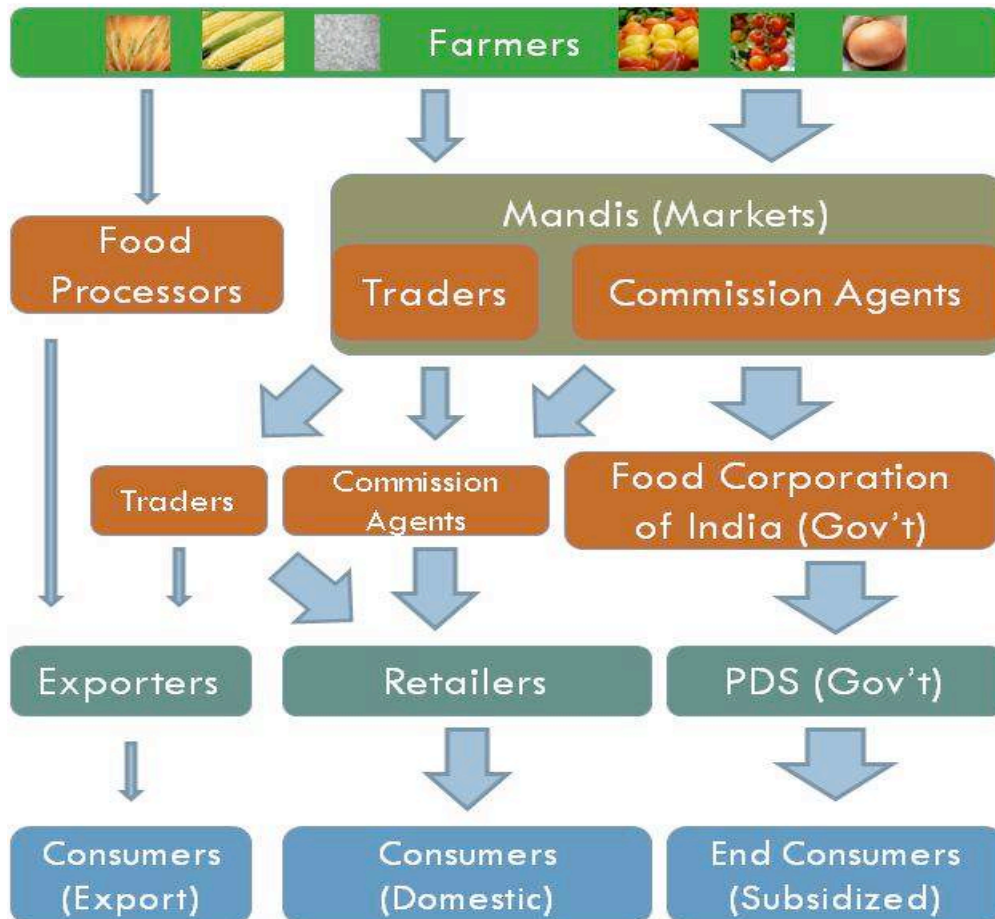 Farmers
Mandis (Markets)
Food
Processors
Traders
Commission Agents
Traders
Commission
Agents
Food Corporation
of India (Gov't)
Exporters
Retailers
PDS (Gov't)
Consumers
(Export)
Consumers
(Domestic)
End Consumers
(Subsidized)